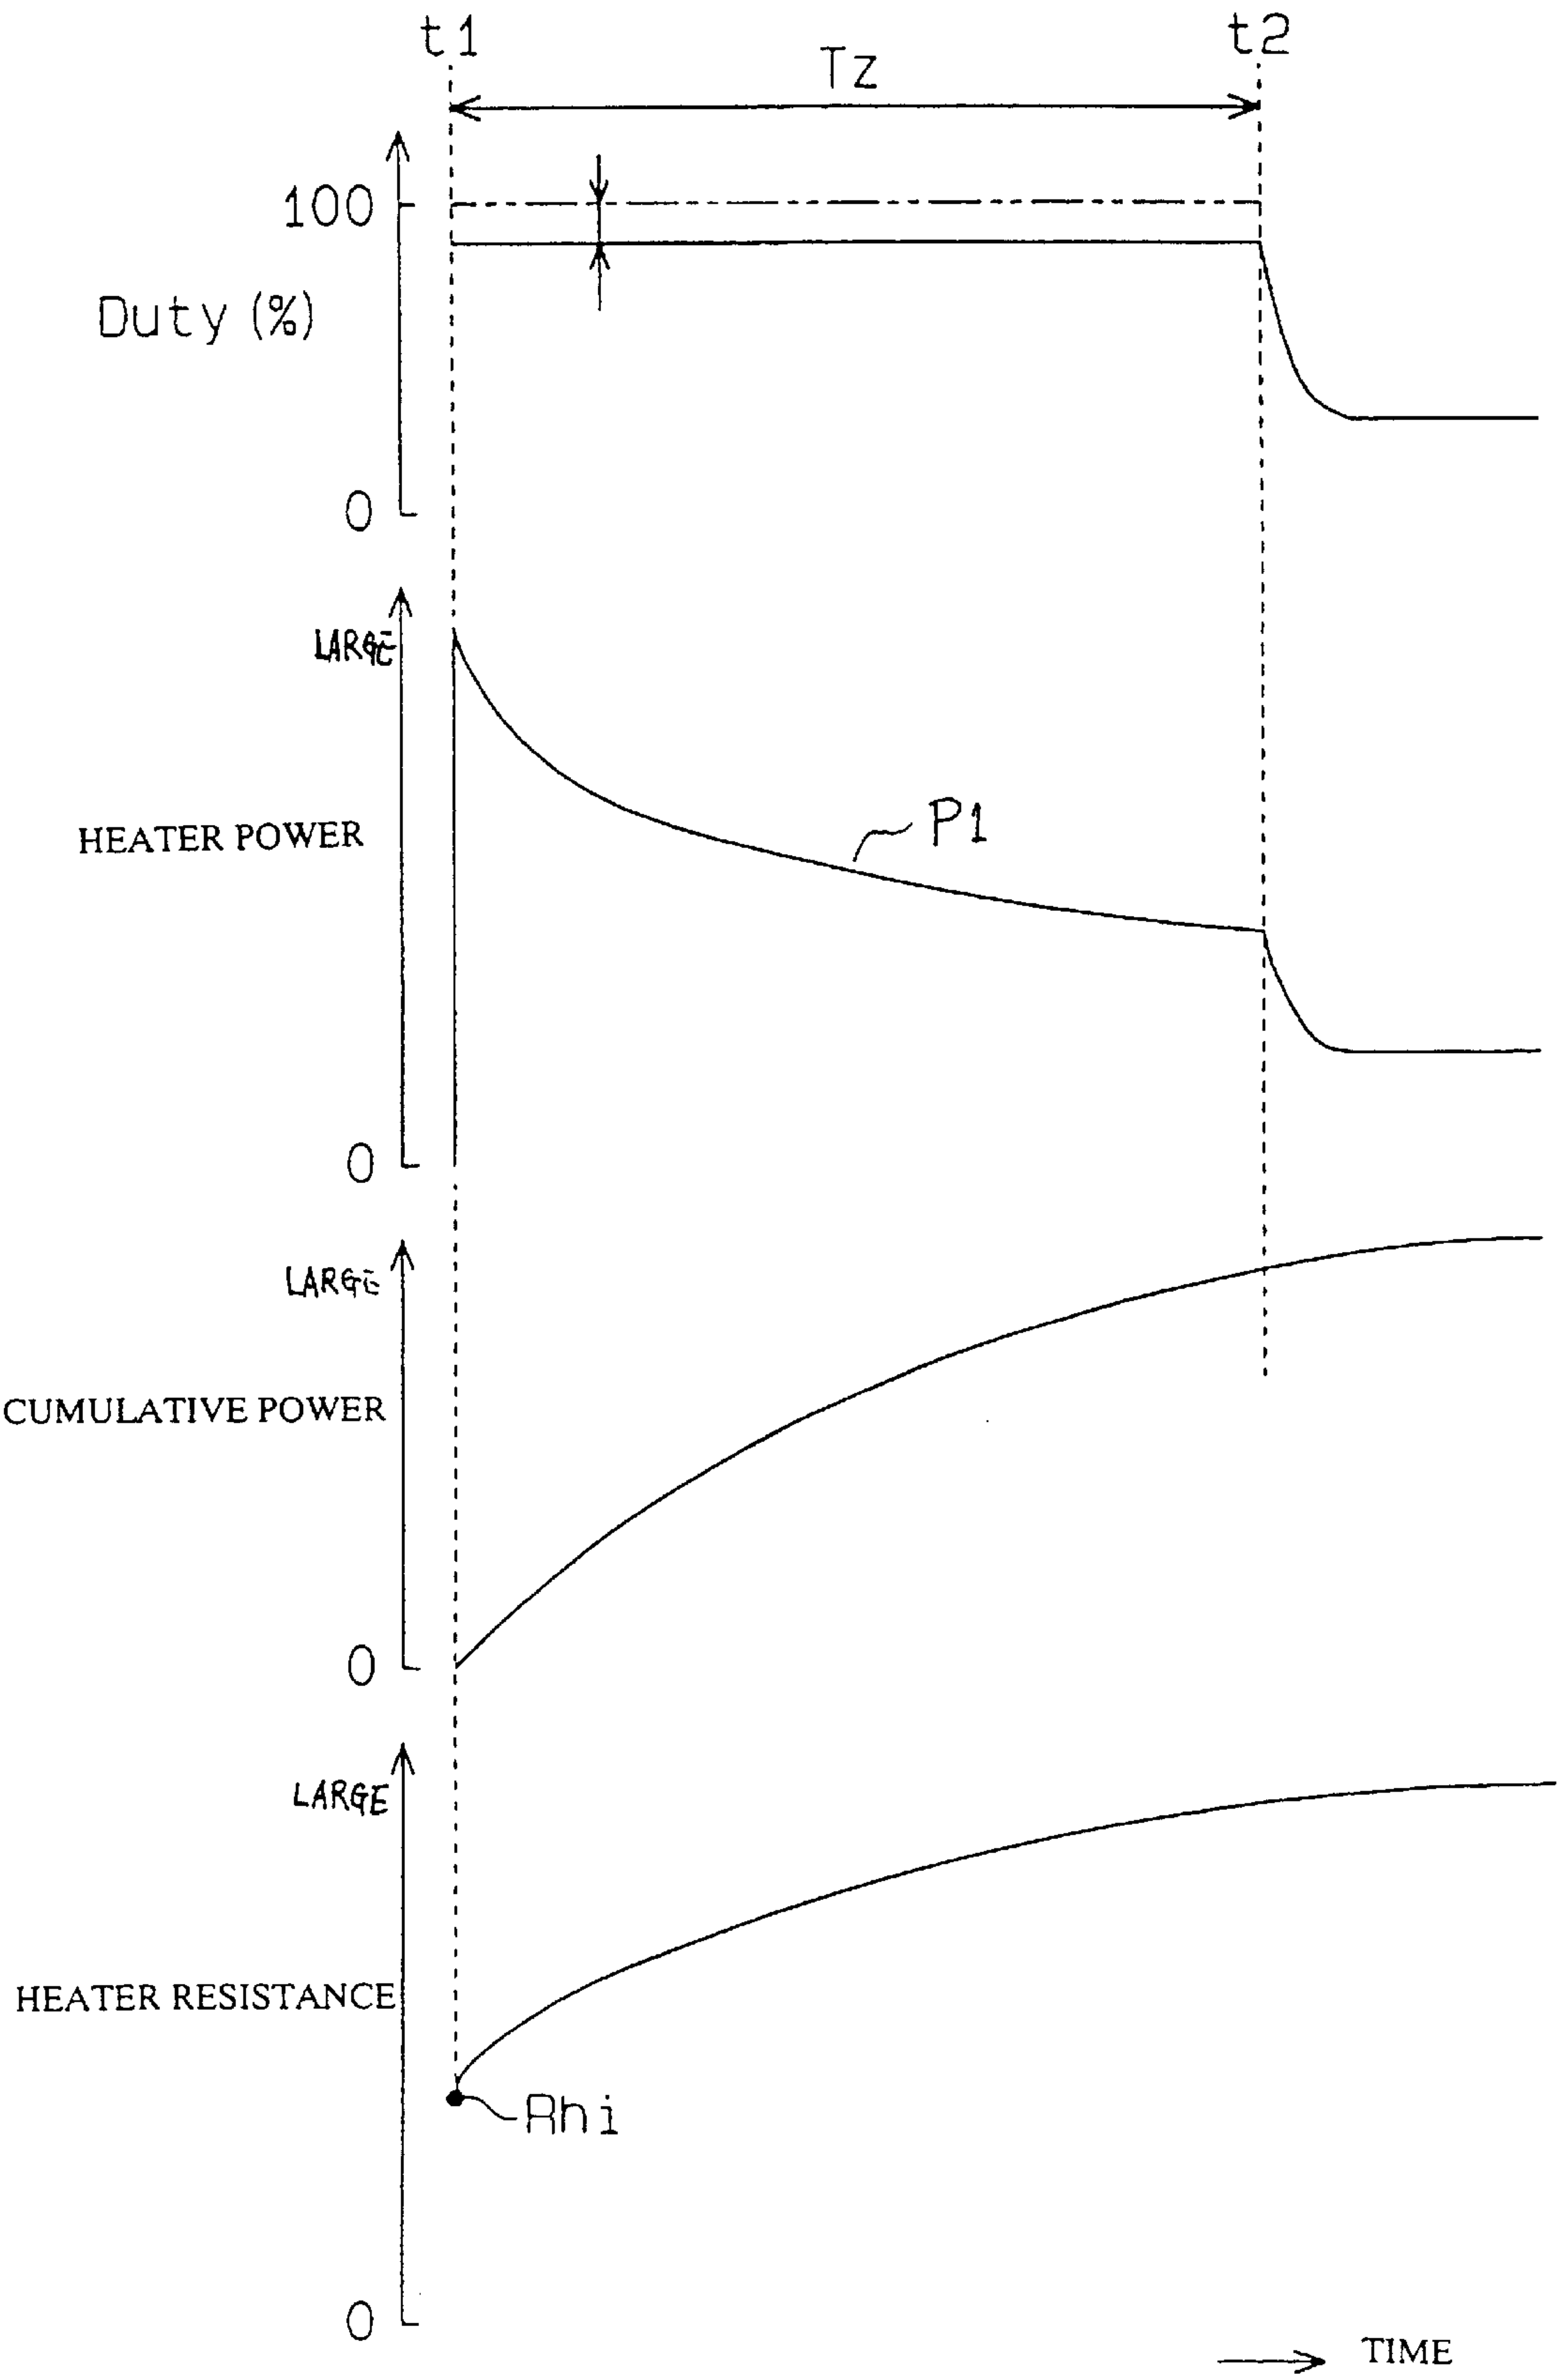 t1
t2
Tz
100
Duty (%)
0
LARGE
HEATER POWER
P1
0
LARGE
CUMULATIVE POWER
0
LARGE
HEATER RESISTANCE
Rhi
0
TIME